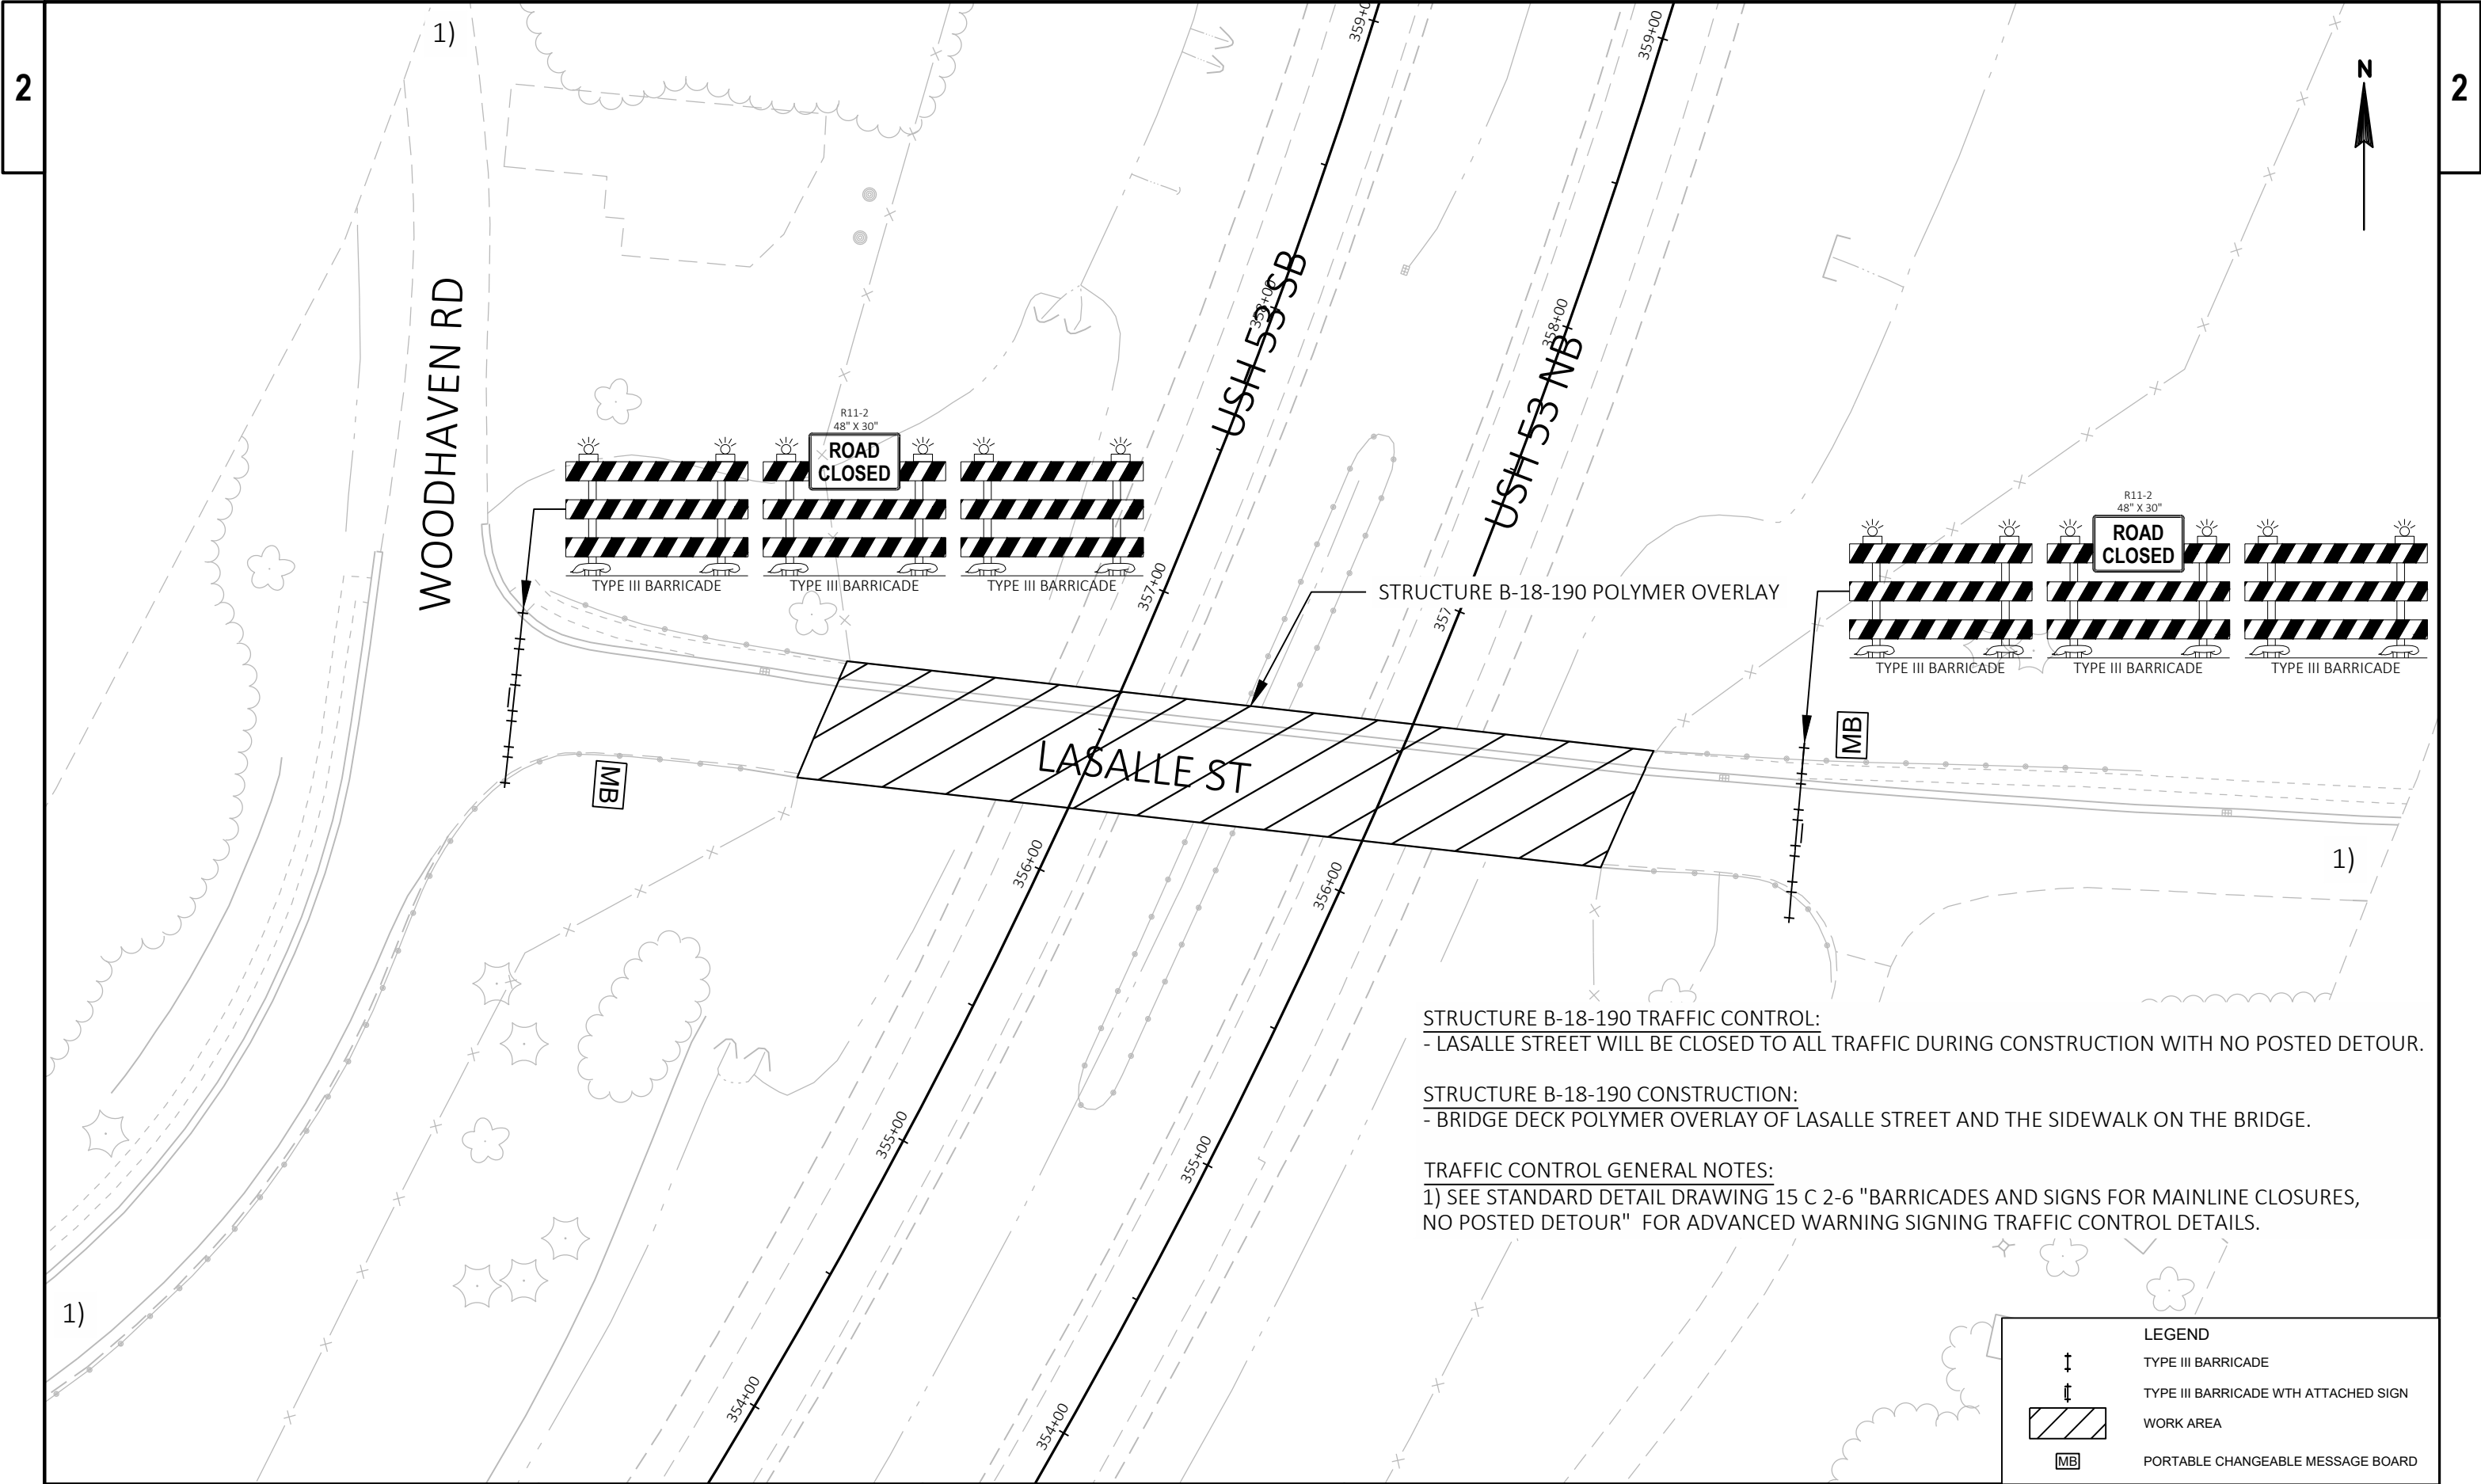 2
1)
2
N
WOODHAVEN RD
USH 53 SB
USH 53 NB
359+0
359+00
358+00
358+00
357+00
357
356+00
356+00
355+00
355+00
354+00
354+00
R11-2
48" X 30"
ROAD
CLOSED
TYPE III BARRICADE
TYPE III BARRICADE
TYPE III BARRICADE
R11-2
48" X 30"
ROAD
CLOSED
TYPE III BARRICADE
TYPE III BARRICADE
TYPE III BARRICADE
STRUCTURE B-18-190 POLYMER OVERLAY
MB
LASALLE ST
MB
1)
1)
STRUCTURE B-18-190 TRAFFIC CONTROL:
- LASALLE STREET WILL BE CLOSED TO ALL TRAFFIC DURING CONSTRUCTION WITH NO POSTED DETOUR.
STRUCTURE B-18-190 CONSTRUCTION:
- BRIDGE DECK POLYMER OVERLAY OF LASALLE STREET AND THE SIDEWALK ON THE BRIDGE.
TRAFFIC CONTROL GENERAL NOTES:
1) SEE STANDARD DETAIL DRAWING 15 C 2-6 "BARRICADES AND SIGNS FOR MAINLINE CLOSURES,
NO POSTED DETOUR" FOR ADVANCED WARNING SIGNING TRAFFIC CONTROL DETAILS.
LEGEND
TYPE III BARRICADE
TYPE III BARRICADE WTH ATTACHED SIGN
WORK AREA
MB PORTABLE CHANGEABLE MESSAGE BOARD